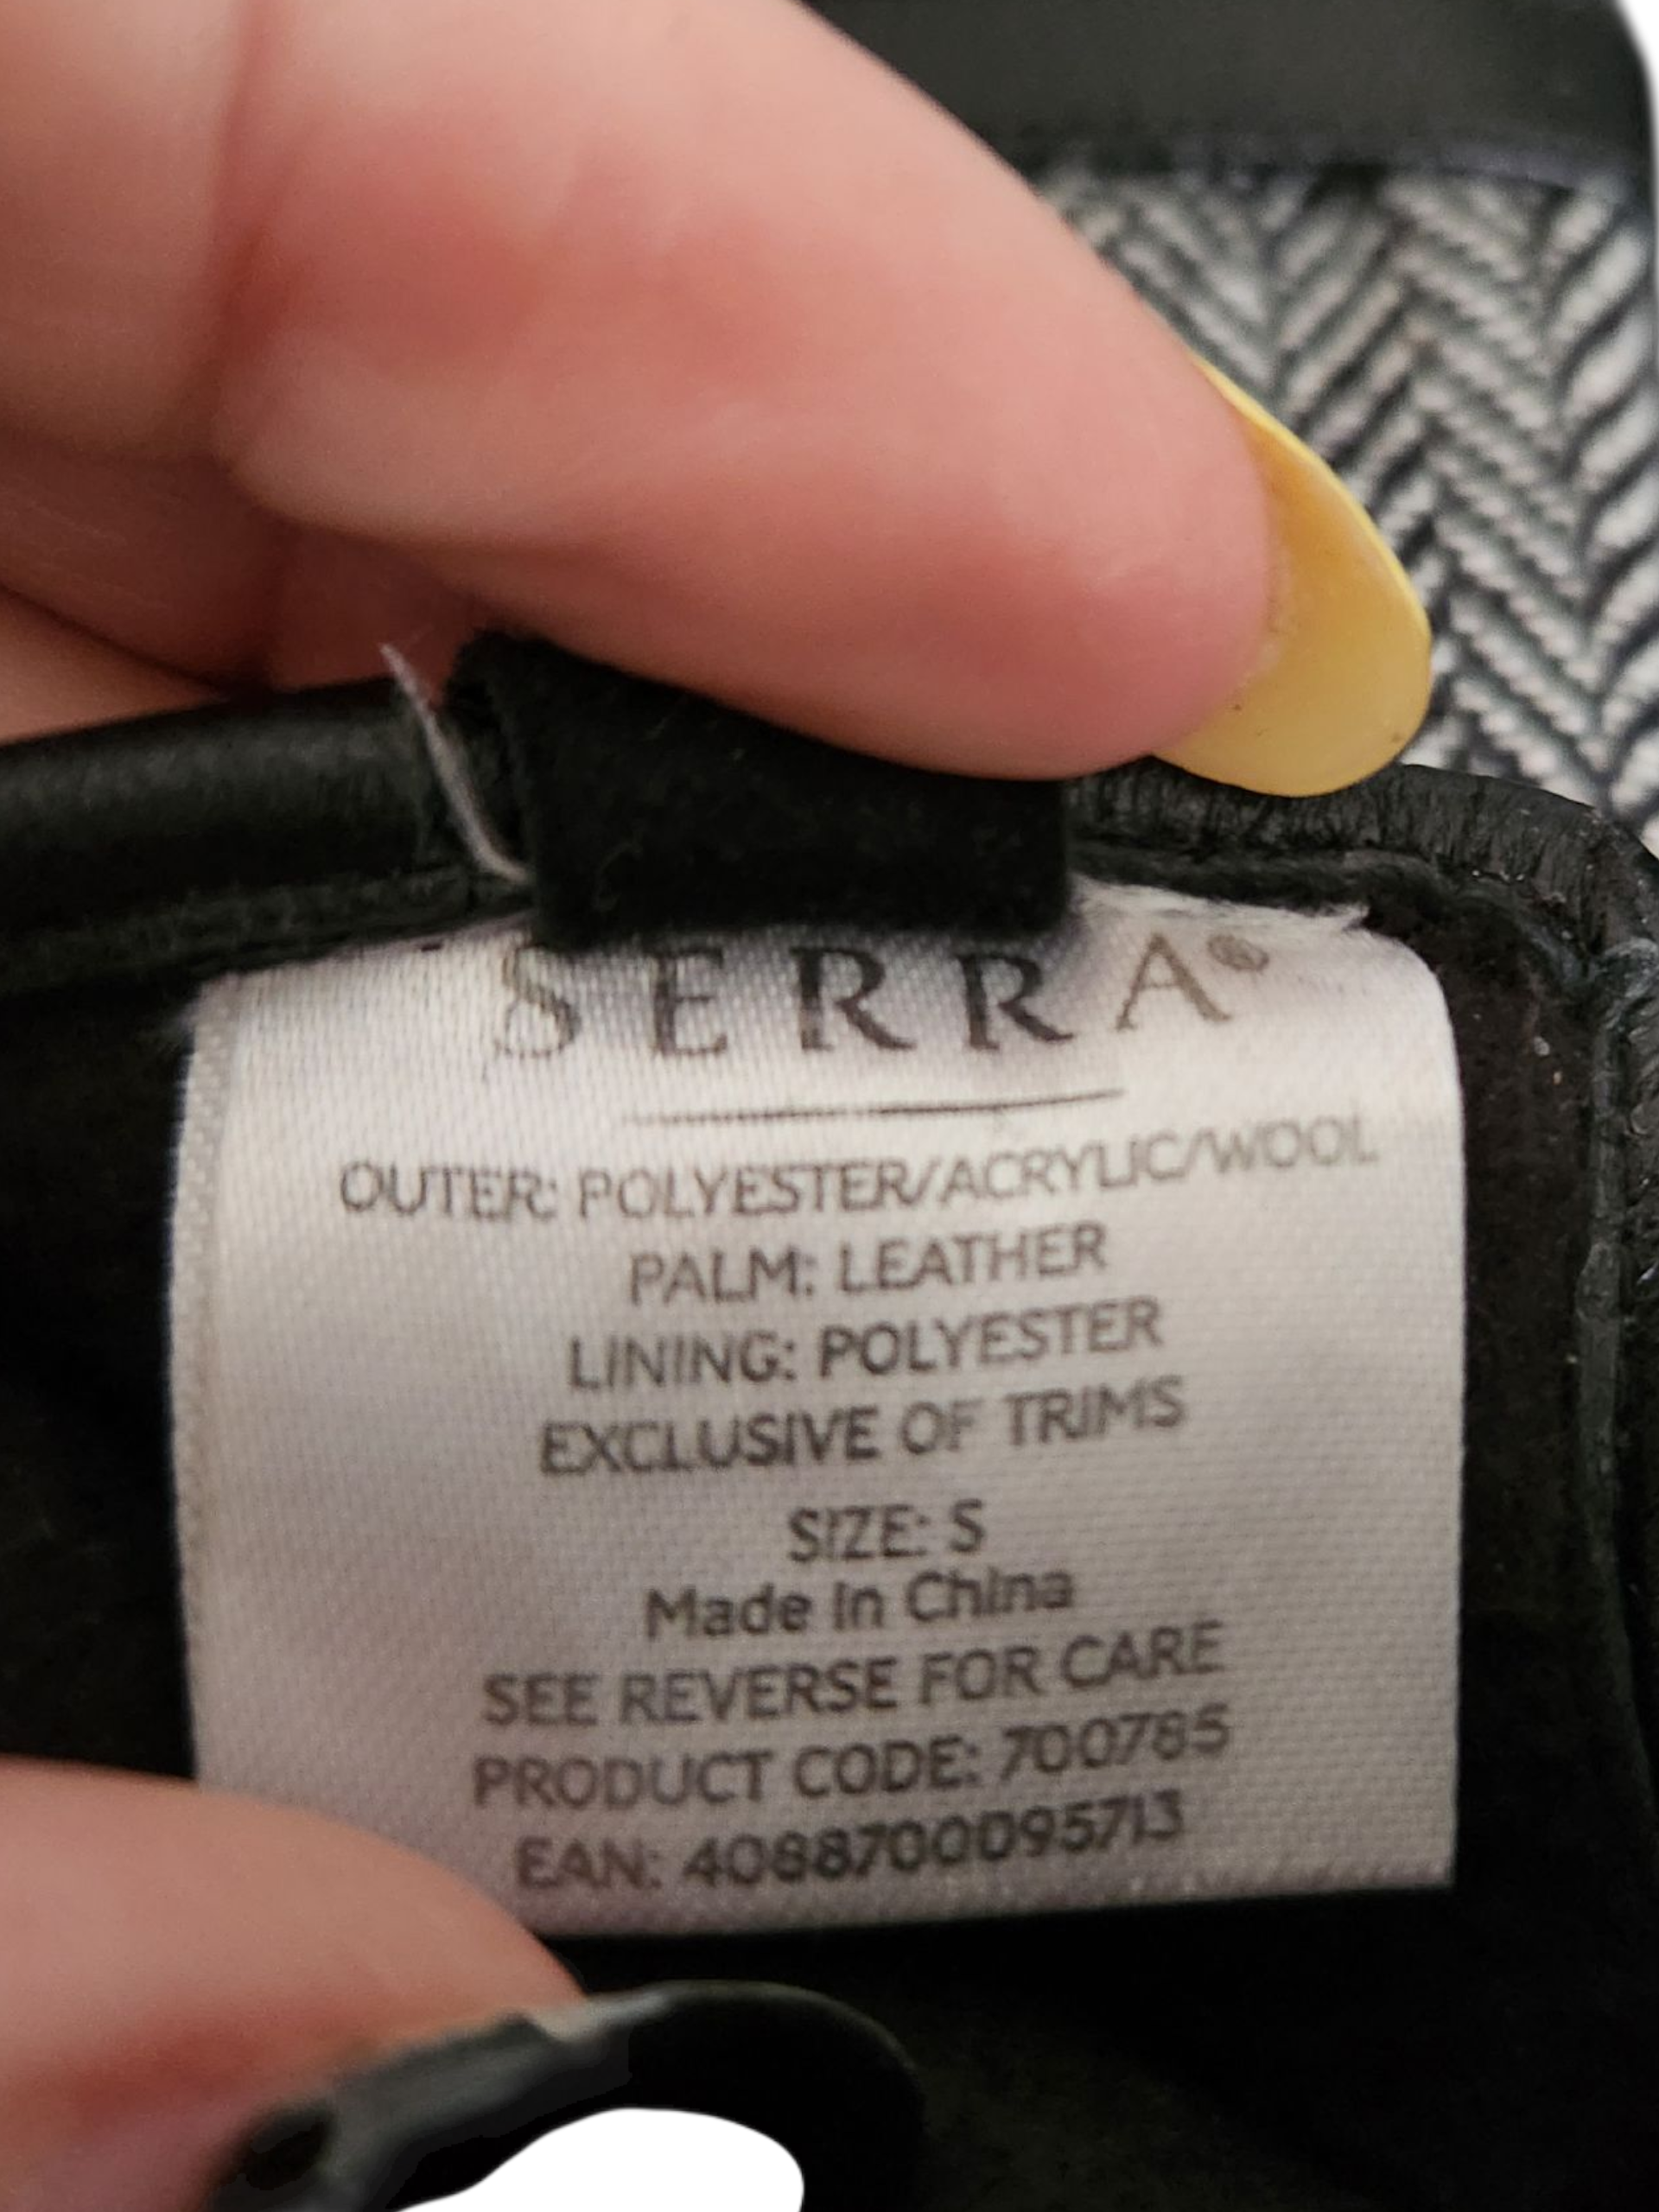 SERRA®
OUTER: POLYESTER/ACRYLIC/WOOL
PALM: LEATHER
LINING: POLYESTER
EXCLUSIVE OF TRIMS
SIZE: S
Made in China
SEE REVERSE FOR CARE
PRODUCT CODE: 700785
EAN: 4088700095713